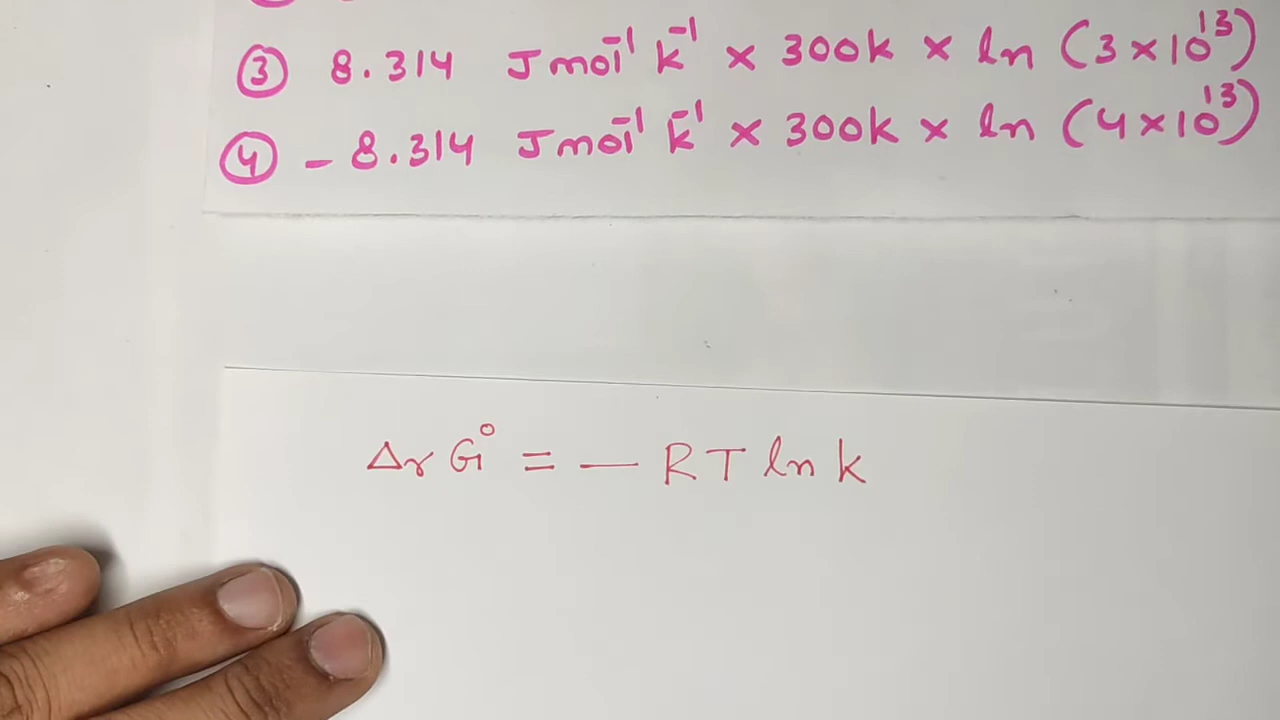 ③ 8.314 J mol⁻¹ k⁻¹ × 300k × ln (3×10¹³)
④ - 8.314 J mol⁻¹ k⁻¹ × 300k × ln (4×10¹³)
ΔrG° = — RT ln k